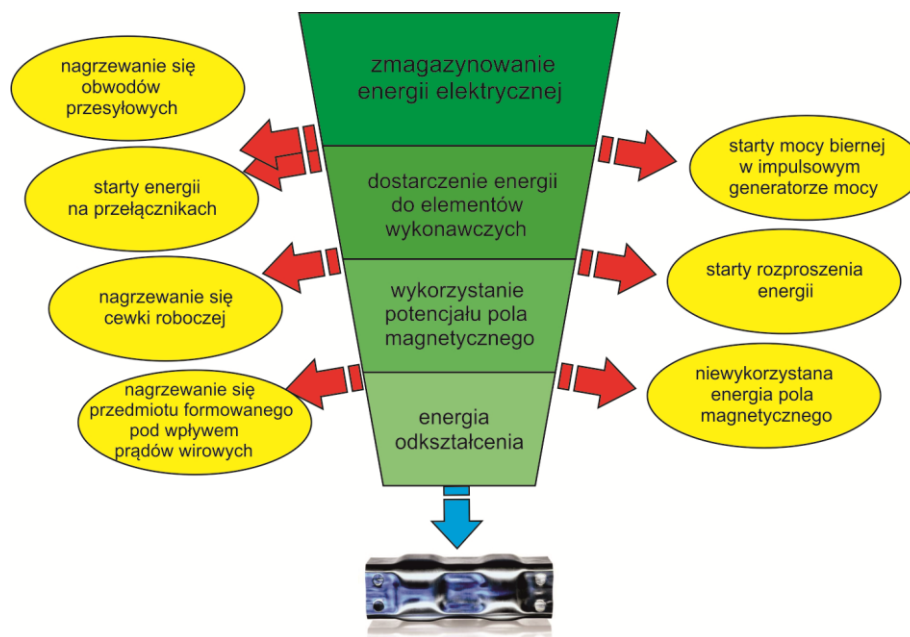 zmagazynowanie
energii elektrycznej
dostarczenie energii
do elementów
wykonawczych
wykorzystanie
potencjału pola
magnetycznego
energia
odkształcenia
nagrzewanie się
obwodów
przesyłowych
starty energii
na przełącznikach
nagrzewanie się
cewki roboczej
nagrzewanie się
przedmiotu formowanego
pod wpływem
prądów wirowych
starty mocy biernej
w impulsowym
generatorze mocy
starty rozproszenia
energii
niewykorzystana
energia pola
magnetycznego